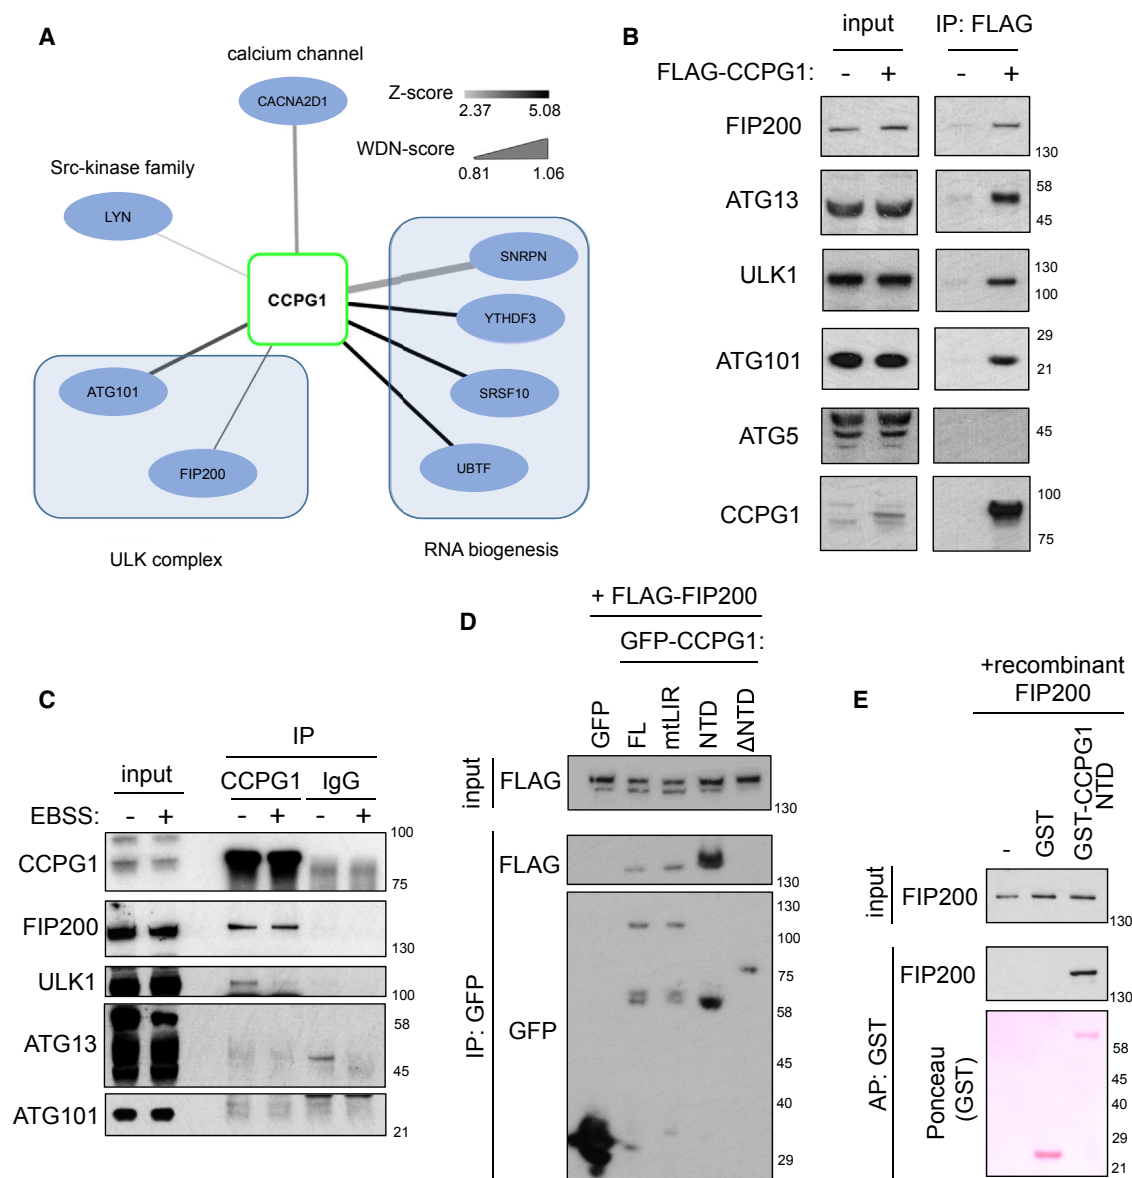 A
calcium channel
CACNA2D1
Z-score
2.37 5.08
WDN-score
0.81 1.06
Src-kinase family
LYN
CCPG1
SNRPN
YTHDF3
SRSF10
UBTF
ATG101
FIP200
ULK complex
RNA biogenesis
B
input IP: FLAG
FLAG-CCPG1: - + - +
FIP200
130
ATG13
58
45
ULK1
130
100
ATG101
29
21
ATG5
45
CCPG1
100
75
C
IP
input CCPG1 IgG
EBSS: - + - + - +
CCPG1
100
75
FIP200
130
ULK1
100
ATG13
58
45
ATG101
21
D
+ FLAG-FIP200
GFP-CCPG1:
GFP FL mtLIR NTD ΔNTD
input
FLAG
130
IP: GFP
FLAG
130
GFP
130
100
75
58
45
40
29
E
+recombinant
FIP200
- GST GST-CCPG1
NTD
input
FIP200
130
AP: GST
FIP200
130
Ponceau
(GST)
58
45
40
29
21